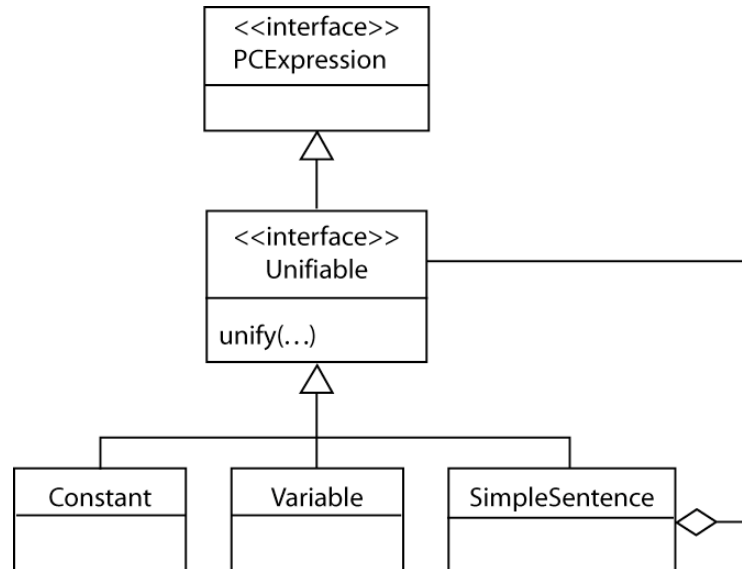 <<interface>>
PCExpression
<<interface>>
Unifiable
unify(…)
Constant
Variable
SimpleSentence